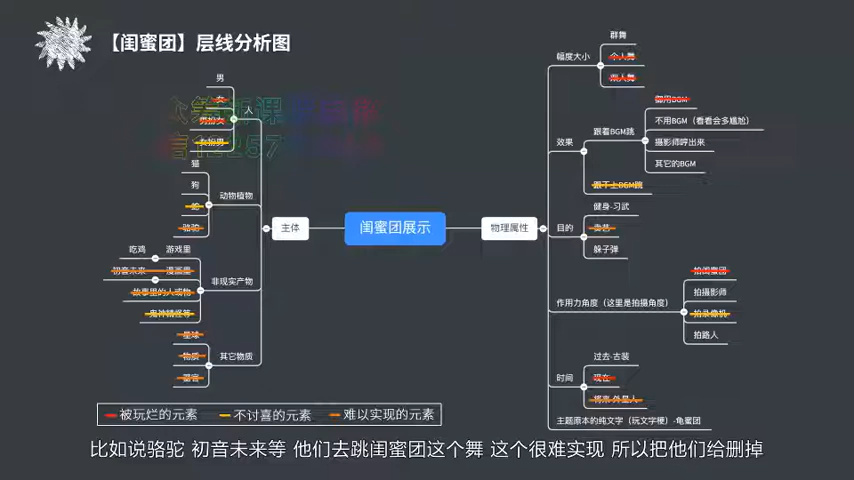 【闺蜜团】层线分析图
男
女
男扮女
女扮男
人
猫
狗
蛇
骆驼
动物植物
吃鸡
游戏里
初音未来
漫画里
故事里的人或物
鬼神精怪等
非现实产物
星球
物质
器官
其它物质
主体
闺蜜团展示
物理属性
幅度大小
群舞
个人舞
双人舞
效果
跟着BGM跳
御用BGM
不用BGM（看看会多尴尬）
摄影师哼出来
其它的BGM
跟不上BGM跳
目的
健身-习武
卖艺
躲子弹
作用力角度（这里是拍摄角度）
拍闺蜜团
拍摄影师
拍录像机
拍路人
时间
过去-古装
现在
将来-外星人
主题原本的纯文字（玩文字梗）-龟蜜团
被玩烂的元素
不讨喜的元素
难以实现的元素
比如说骆驼 初音未来等 他们去跳闺蜜团这个舞 这个很难实现 所以把他们给删掉